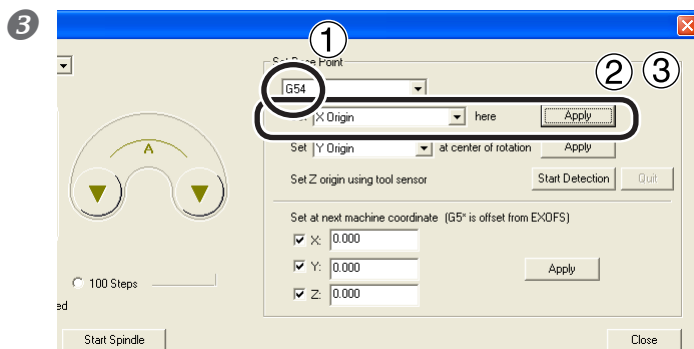 3
1
Set Base Point
2 3
G54
X Origin here Apply
A
Set Y Origin at center of rotation Apply
Set Z origin using tool sensor Start Detection Quit
Set at next machine coordinate (G5* is offset from EXOFS)
X: 0.000
Y: 0.000 Apply
Z: 0.000
100 Steps
ed
Start Spindle Close